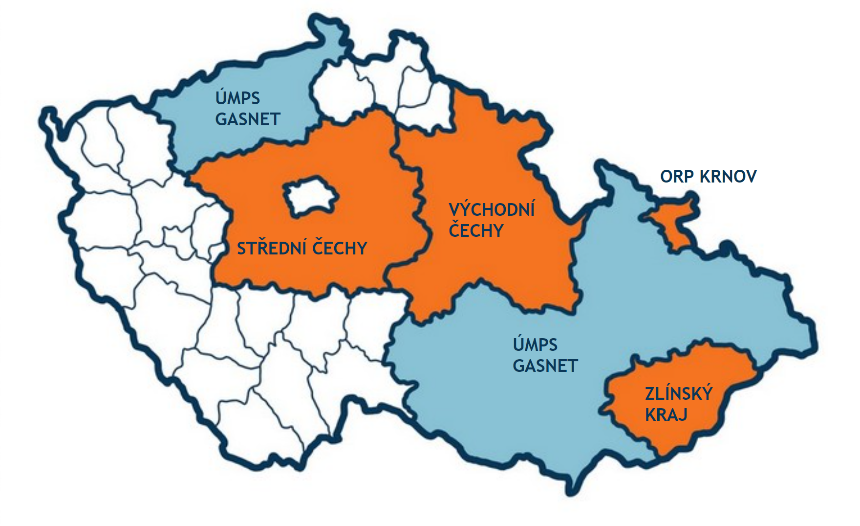 ÚMPS
GASNET
ORP KRNOV
VÝCHODNÍ
ČECHY
STŘEDNÍ ČECHY
ÚMPS
GASNET
ZLÍNSKÝ
KRAJ